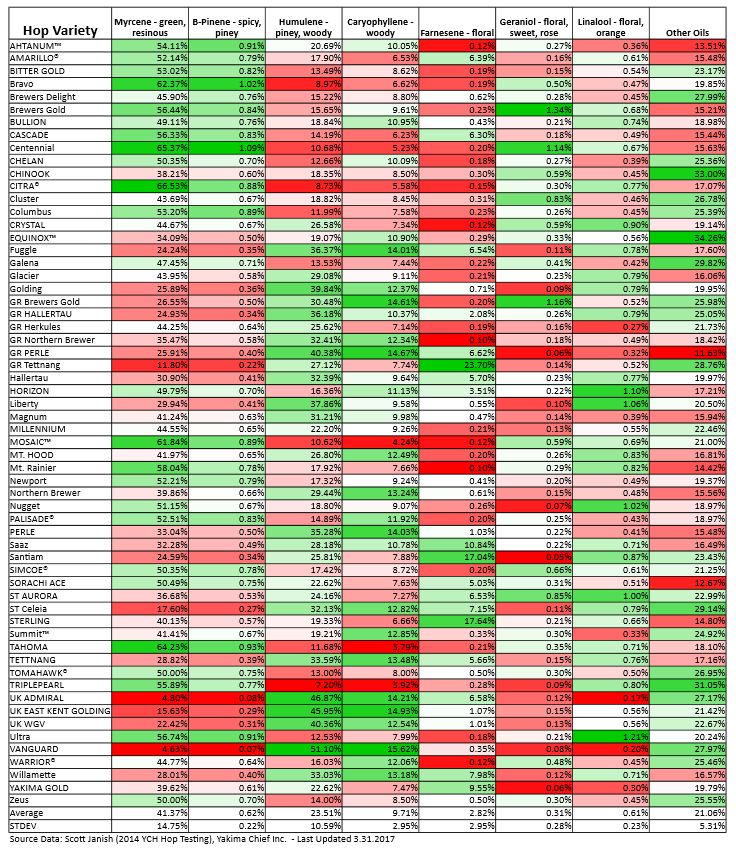 Hop Variety Myrcene - green, resinous B-Pinene - spicy, piney Humulene - piney, woody Caryophyllene - woody Farnesene - floral Geraniol - floral, sweet, rose Linalool - floral, orange Other Oils
AHTANUM™ 54.11% 0.91% 20.69% 10.05% 0.12% 0.27% 0.36% 13.51%
AMARILLO® 52.14% 0.79% 17.90% 6.53% 6.39% 0.16% 0.61% 15.48%
BITTER GOLD 53.02% 0.82% 13.49% 8.62% 0.19% 0.15% 0.54% 23.17%
Bravo 62.37% 1.02% 8.97% 6.62% 0.19% 0.50% 0.47% 19.85%
Brewers Delight 45.90% 0.76% 15.22% 8.80% 0.62% 0.28% 0.45% 27.99%
Brewers Gold 56.44% 0.84% 15.65% 9.61% 0.23% 1.34% 0.68% 15.21%
BULLION 49.11% 0.76% 18.84% 10.95% 0.43% 0.21% 0.74% 18.98%
CASCADE 56.33% 0.83% 14.19% 6.23% 6.30% 0.18% 0.49% 15.44%
Centennial 65.37% 1.09% 10.68% 5.23% 0.20% 1.14% 0.67% 15.63%
CHELAN 50.35% 0.70% 12.66% 10.09% 0.18% 0.27% 0.39% 25.36%
CHINOOK 38.21% 0.60% 18.35% 8.50% 0.30% 0.59% 0.45% 33.00%
CITRA® 66.53% 0.88% 8.73% 5.58% 0.15% 0.30% 0.77% 17.07%
Cluster 43.69% 0.67% 18.82% 8.45% 0.31% 0.83% 0.46% 26.78%
Columbus 53.20% 0.89% 11.99% 7.58% 0.23% 0.26% 0.45% 25.39%
CRYSTAL 44.67% 0.67% 26.58% 7.34% 0.12% 0.59% 0.90% 19.14%
EQUINOX™ 34.09% 0.50% 19.07% 10.90% 0.29% 0.33% 0.56% 34.26%
Fuggle 24.24% 0.35% 36.37% 14.01% 6.54% 0.11% 0.78% 17.60%
Galena 47.45% 0.71% 13.53% 7.44% 0.22% 0.41% 0.42% 29.82%
Glacier 43.95% 0.58% 29.08% 9.11% 0.21% 0.23% 0.79% 16.06%
Golding 25.89% 0.36% 39.84% 12.37% 0.71% 0.09% 0.79% 19.95%
GR Brewers Gold 26.55% 0.50% 30.48% 14.61% 0.20% 1.16% 0.52% 25.98%
GR HALLERTAU 24.93% 0.34% 36.18% 10.37% 2.08% 0.26% 0.79% 25.05%
GR Herkules 44.25% 0.64% 25.62% 7.14% 0.19% 0.16% 0.27% 21.73%
GR Northern Brewer 35.47% 0.58% 32.41% 12.34% 0.10% 0.18% 0.49% 18.42%
GR PERLE 25.91% 0.40% 40.38% 14.67% 6.62% 0.06% 0.32% 11.63%
GR Tettnang 11.80% 0.22% 27.12% 7.74% 23.70% 0.14% 0.52% 28.76%
Hallertau 30.90% 0.41% 32.39% 9.64% 5.70% 0.23% 0.77% 19.97%
HORIZON 49.79% 0.70% 16.36% 11.13% 3.51% 0.22% 1.10% 17.21%
Liberty 29.94% 0.41% 37.86% 9.58% 0.55% 0.10% 1.06% 20.50%
Magnum 41.24% 0.63% 31.21% 9.98% 0.47% 0.14% 0.39% 15.94%
MILLENNIUM 44.55% 0.65% 22.20% 9.26% 0.21% 0.13% 0.55% 22.46%
MOSAIC™ 61.84% 0.89% 10.62% 4.24% 0.12% 0.59% 0.69% 21.00%
MT. HOOD 41.97% 0.65% 26.80% 12.49% 0.20% 0.26% 0.83% 16.81%
Mt. Rainier 58.04% 0.78% 17.92% 7.66% 0.10% 0.29% 0.82% 14.42%
Newport 52.21% 0.79% 17.32% 9.24% 0.41% 0.20% 0.49% 19.37%
Northern Brewer 39.86% 0.66% 29.44% 13.24% 0.61% 0.15% 0.48% 15.56%
Nugget 51.15% 0.67% 18.80% 9.07% 0.26% 0.07% 1.02% 18.97%
PALISADE® 52.51% 0.83% 14.89% 11.92% 0.20% 0.25% 0.43% 18.97%
PERLE 33.04% 0.50% 35.28% 14.03% 1.03% 0.22% 0.41% 15.48%
Saaz 32.28% 0.49% 28.18% 10.78% 10.84% 0.22% 0.71% 16.49%
Santiam 24.59% 0.34% 25.81% 7.88% 17.04% 0.05% 0.87% 23.43%
SIMCOE® 50.35% 0.78% 17.42% 8.72% 0.20% 0.66% 0.61% 21.25%
SORACHI ACE 50.49% 0.75% 22.62% 7.63% 5.03% 0.31% 0.51% 12.67%
ST AURORA 36.68% 0.53% 24.16% 7.27% 6.53% 0.85% 1.00% 22.99%
ST Celeia 17.60% 0.27% 32.13% 12.82% 7.15% 0.11% 0.79% 29.14%
STERLING 40.13% 0.57% 19.33% 6.66% 17.64% 0.21% 0.66% 14.80%
Summit™ 41.41% 0.67% 19.21% 12.85% 0.33% 0.30% 0.33% 24.92%
TAHOMA 64.23% 0.93% 11.68% 3.79% 0.21% 0.35% 0.71% 18.10%
TETTNANG 28.82% 0.39% 33.59% 13.48% 5.66% 0.15% 0.76% 17.16%
TOMAHAWK® 50.00% 0.75% 13.00% 8.00% 0.50% 0.30% 0.50% 26.95%
TRIPLEPEARL 55.89% 0.77% 7.20% 3.92% 0.28% 0.09% 0.80% 31.05%
UK ADMIRAL 4.80% 0.08% 46.87% 14.21% 6.58% 0.12% 0.17% 27.17%
UK EAST KENT GOLDING 15.63% 0.29% 45.95% 14.93% 1.07% 0.15% 0.56% 21.42%
UK WGV 22.42% 0.31% 40.36% 12.54% 1.01% 0.13% 0.56% 22.67%
Ultra 56.74% 0.91% 12.53% 7.99% 0.18% 0.21% 1.21% 20.24%
VANGUARD 4.63% 0.07% 51.10% 15.62% 0.35% 0.08% 0.20% 27.97%
WARRIOR® 44.77% 0.64% 16.03% 12.06% 0.12% 0.48% 0.45% 25.46%
Willamette 28.01% 0.40% 33.03% 13.18% 7.98% 0.12% 0.71% 16.57%
YAKIMA GOLD 39.62% 0.61% 22.62% 7.47% 9.55% 0.06% 0.30% 19.79%
Zeus 50.00% 0.70% 14.00% 8.50% 0.50% 0.30% 0.45% 25.55%
Average 41.37% 0.62% 23.51% 9.71% 2.82% 0.31% 0.61% 21.06%
STDEV 14.75% 0.22% 10.59% 2.95% 2.95% 0.28% 0.23% 5.31%
Source Data: Scott Janish (2014 YCH Hop Testing), Yakima Chief Inc. - Last Updated 3.31.2017